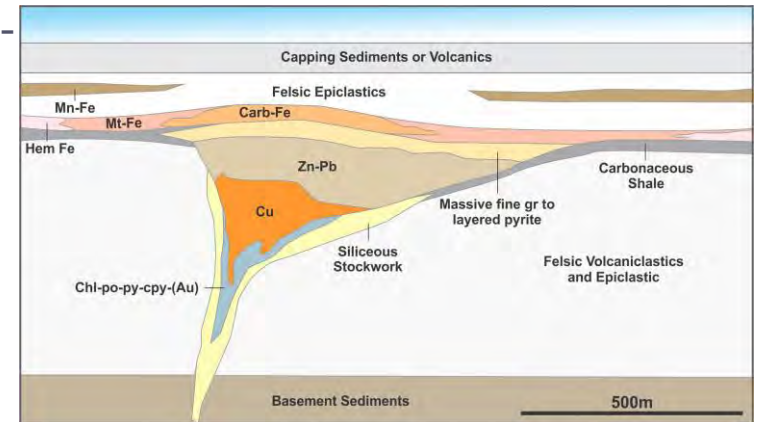 Capping Sediments or Volcanics
Felsic Epiclastics
Mn-Fe
Carb-Fe
Mt-Fe
Hem Fe
Zn-Pb
Carbonaceous
Shale
Massive fine gr to
layered pyrite
Cu
Siliceous
Stockwork
Felsic Volcaniclastics
and Epiclastic
Chl-po-py-cpy-(Au)
Basement Sediments
500m